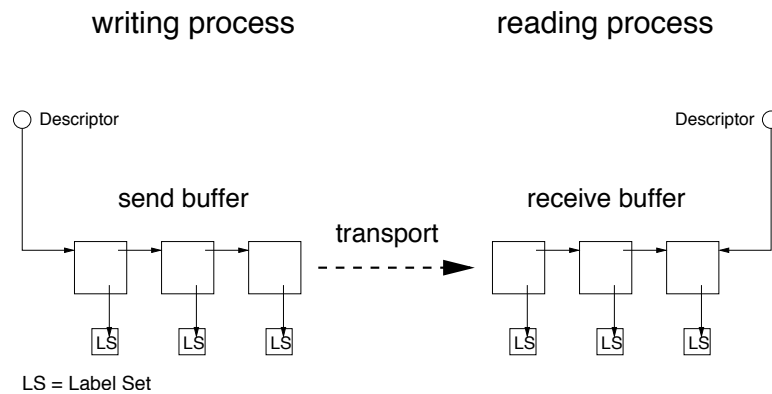 writing process
reading process
Descriptor
Descriptor
send buffer
receive buffer
transport
LS
LS
LS
LS
LS
LS
LS = Label Set